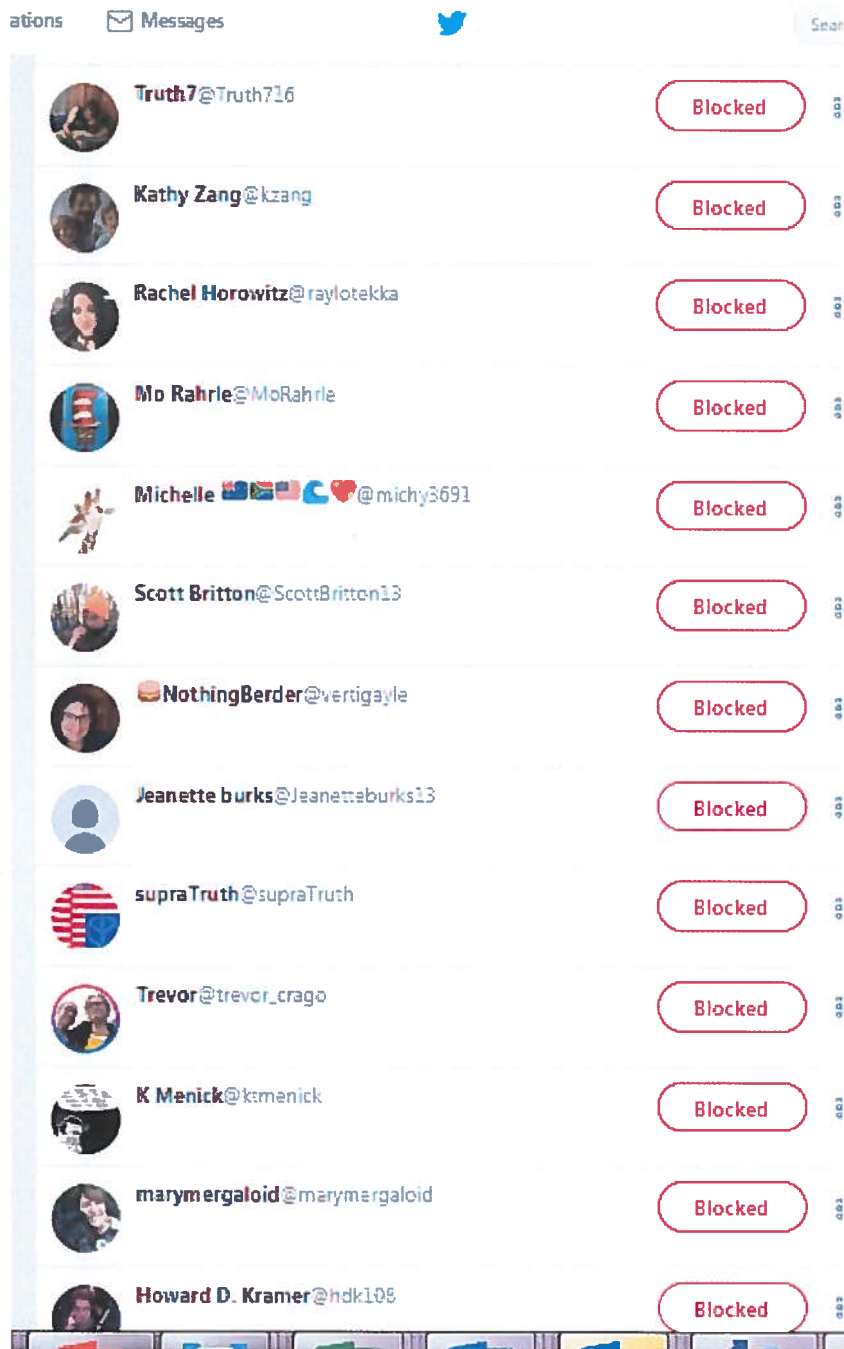 ations Messages
Truth7@Truth716 Blocked
Kathy Zang@kzang Blocked
Rachel Horowitz@raylotekka Blocked
Mo Rahrle@MoRahrle Blocked
Michelle 🇦🇺🇿🇦🇺🇸🌊💖@michy3691 Blocked
Scott Britton@ScottBritton13 Blocked
NothingBerder@vertigayle Blocked
Jeanette burks@Jeanetteburks13 Blocked
supraTruth@supraTruth Blocked
Trevor@trevor_crago Blocked
K Menick@ktmenick Blocked
marymergaloid@marymergaloid Blocked
Howard D. Kramer@hdk108 Blocked